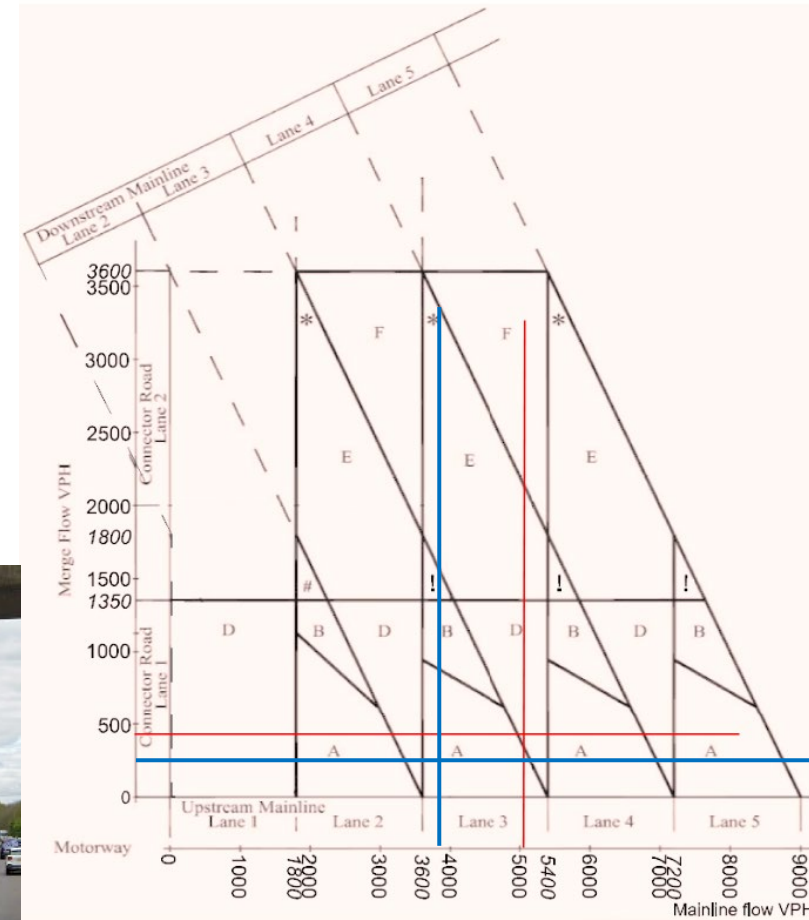 Lane 5
Lane 4
Downstream Mainline
Lane 3
Lane 2
3600
3500
3000
2500
2000
1800
1500
1350
1000
500
0
Merge Flow VPH
Connector Road
Lane 2
Connector Road
Lane 1
*
*
*
F
F
E
E
E
#
!
!
!
D
B
D
B
D
B
D
B
A
A
A
A
Upstream Mainline
Lane 1
Lane 2
Lane 3
Lane 4
Lane 5
Motorway
0
1000
1800
2000
3000
3600
4000
5000
5400
6000
7000
7200
8000
9000
Mainline flow VPH